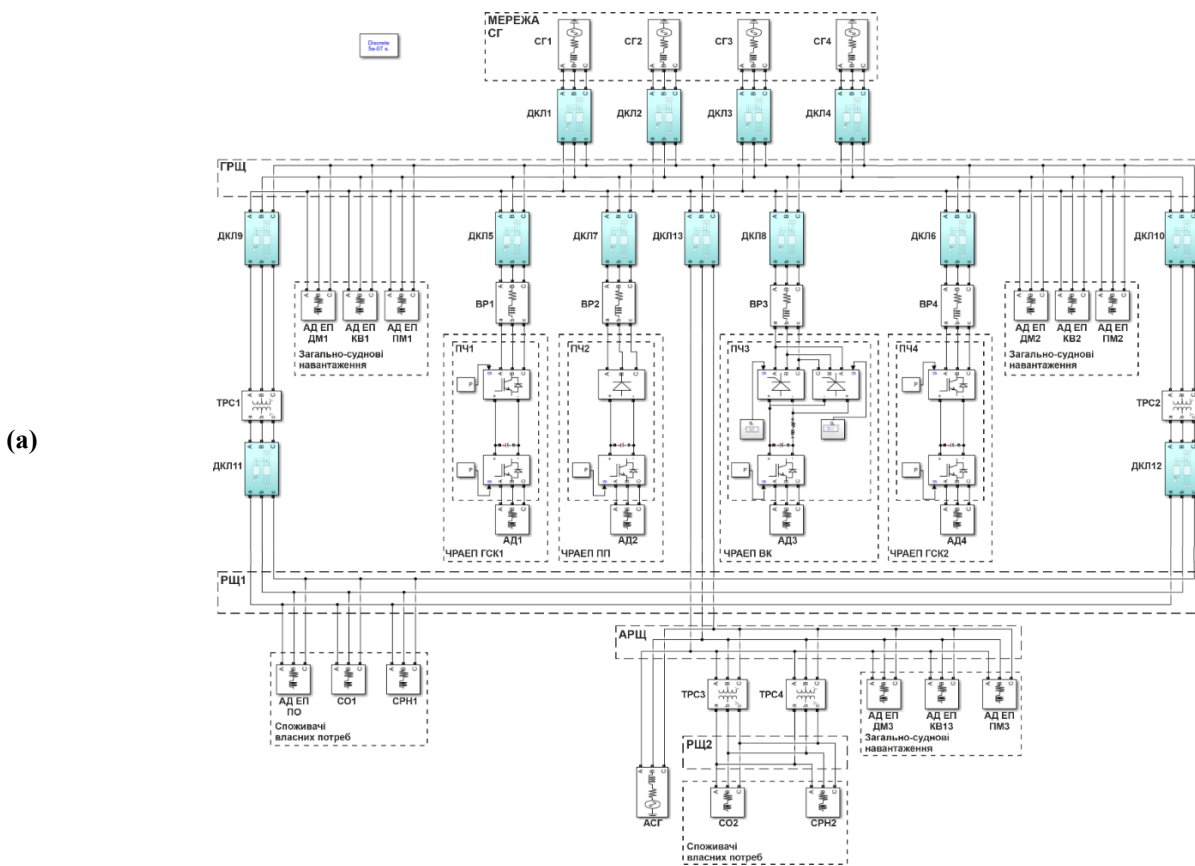 МЕРЕЖА
СГ
СГ1
СГ2
СГ3
СГ4
Discrete
5e-07 s.
ДКЛ1
ДКЛ2
ДКЛ3
ДКЛ4
ГРЩ
ДКЛ9
ДКЛ5
ДКЛ7
ДКЛ13
ДКЛ8
ДКЛ6
ДКЛ10
ВР1
ВР2
ВР3
ВР4
АД ЕП
ДМ1
АД ЕП
КВ1
АД ЕП
ПМ1
Загально-суднові
навантаження
АД ЕП
ДМ2
АД ЕП
КВ2
АД ЕП
ПМ2
Загально-суднові
навантаження
ПЧ1
ПЧ2
ПЧ3
ПЧ4
ТРС1
ТРС2
(а)
ДКЛ11
ДКЛ12
АД1
АД2
АД3
АД4
ЧРАЕП ГСК1
ЧРАЕП ПП
ЧРАЕП ВК
ЧРАЕП ГСК2
РЩ1
АРЩ
АД ЕП
ПО
СО1
СРН1
Споживачі
власних потреб
ТРС3
ТРС4
АД ЕП
ДМ3
АД ЕП
КВ13
АД ЕП
ПМ3
Загально-суднові
навантаження
РЩ2
АСГ
СО2
СРН2
Споживачі
власних потреб